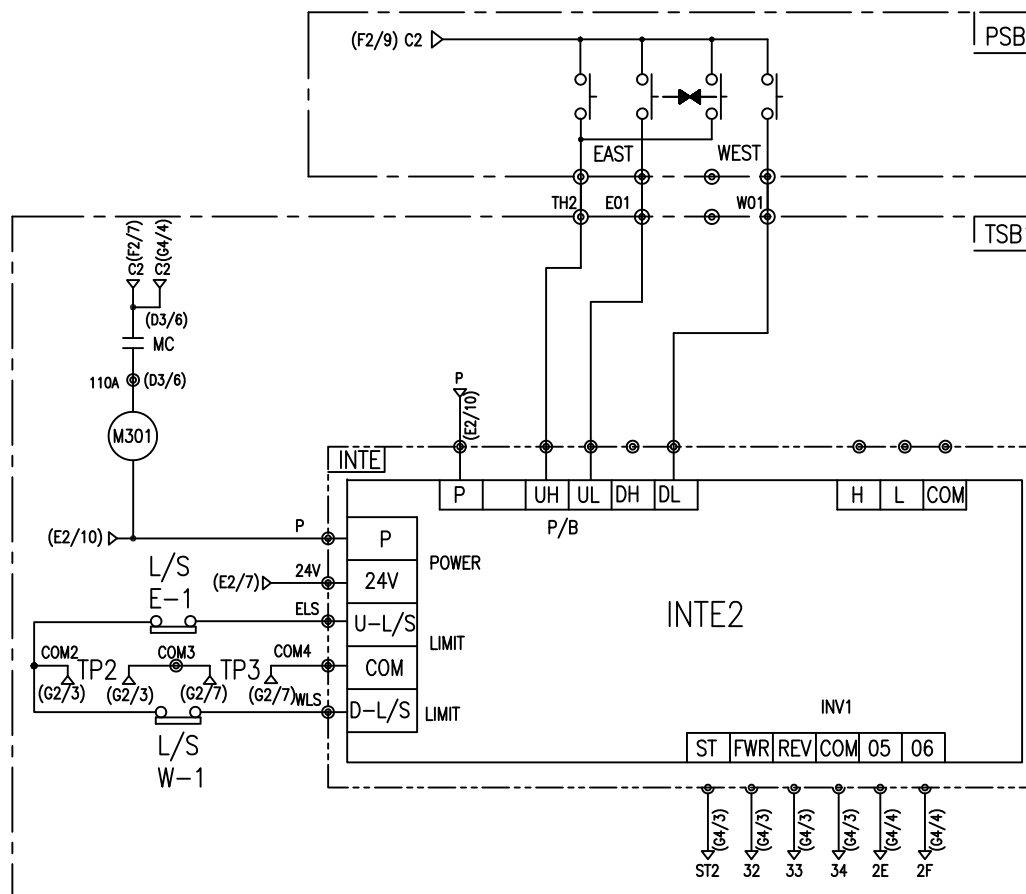 (F2/9) C2
PSB
EAST
WEST
TH2
E01
W01
(F2/7)
(G4/4)
C2
C2
(D3/6)
MC
110A
(D3/6)
M301
P
(E2/10)
INTE
P
UH
UL
DH
DL
H
L
COM
P/B
(E2/10)
P
P
POWER
24V
(E2/7)
24V
L/S
E-1
ELS
U-L/S
LIMIT
INTE2
COM2
TP2
COM3
TP3
COM4
COM
(G2/3)
(G2/3)
(G2/7)
(G2/7)
WLS
D-L/S
LIMIT
L/S
W-1
INV1
ST
FWR
REV
COM
05
06
(G4/3)
(G4/3)
(G4/3)
(G4/3)
(G4/4)
(G4/4)
ST2
32
33
34
2E
2F